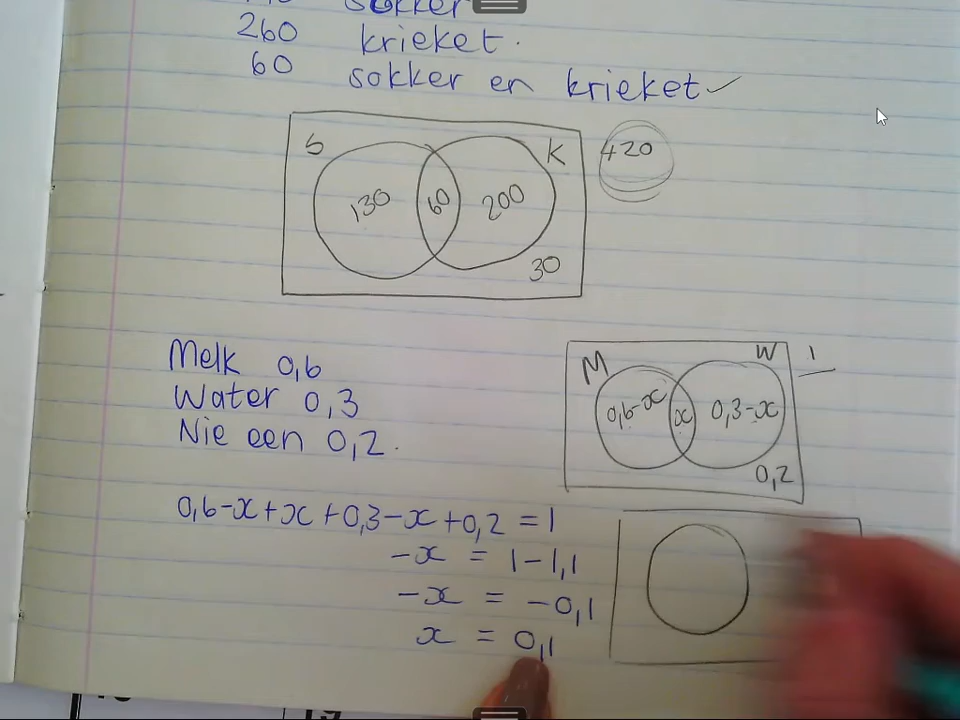 sokker
260 krieket.
60 sokker en krieket
S K 420
130 60 200
30
Melk 0,6
Water 0,3
Nie een 0,2.
M W 1
0,6-x x 0,3-x
0,2
0,6-x+x+0,3-x+0,2 = 1
-x = 1-1,1
-x = -0,1
x = 0,1